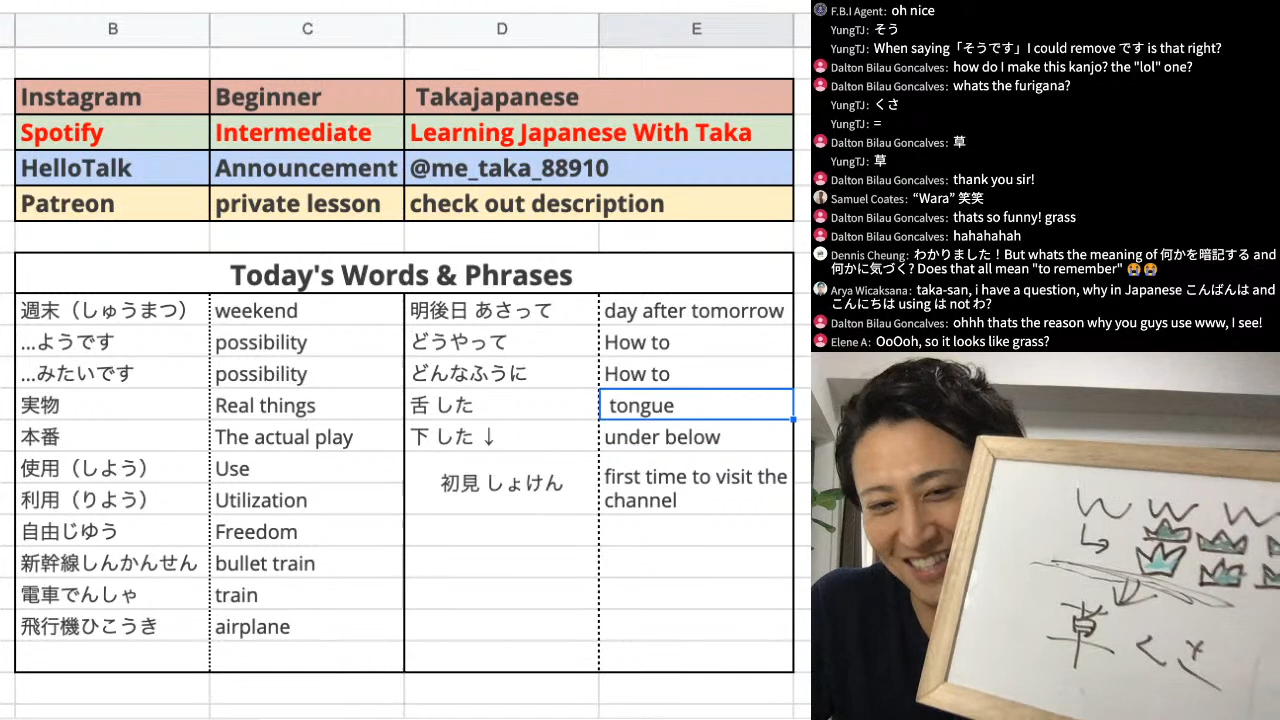 B C D E
Instagram Beginner Takajapanese
Spotify Intermediate Learning Japanese With Taka
HelloTalk Announcement @me_taka_88910
Patreon private lesson check out description
Today's Words & Phrases
週末（しゅうまつ） weekend 明後日 あさって day after tomorrow
…ようです possibility どうやって How to
…みたいです possibility どんなふうに How to
実物 Real things 舌 した tongue
本番 The actual play 下 した ↓ under below
使用（しよう） Use 初見 しょけん first time to visit the
利用（りよう） Utilization channel
自由じゆう Freedom
新幹線しんかんせん bullet train
電車でんしゃ train
飛行機ひこうき airplane
F.B.I Agent: oh nice
YungTJ: そう
YungTJ: When saying「そうです」I could remove です is that right?
Dalton Bilau Goncalves: how do I make this kanjo? the "lol" one?
Dalton Bilau Goncalves: whats the furigana?
YungTJ: くさ
YungTJ: =
Dalton Bilau Goncalves: 草
YungTJ: 草
Dalton Bilau Goncalves: thank you sir!
Samuel Coates: “Wara” 笑笑
Dalton Bilau Goncalves: thats so funny! grass
Dalton Bilau Goncalves: hahahahah
Dennis Cheung: わかりました！But whats the meaning of 何かを暗記する and
何かに気づく? Does that all mean "to remember" 😭😭
Arya Wicaksana: taka-san, i have a question, why in Japanese こんばんは and
こんにちは using は not わ?
Dalton Bilau Goncalves: ohhh thats the reason why you guys use www, I see!
Elene A: OoOoh, so it looks like grass?
W W W
草 くさ